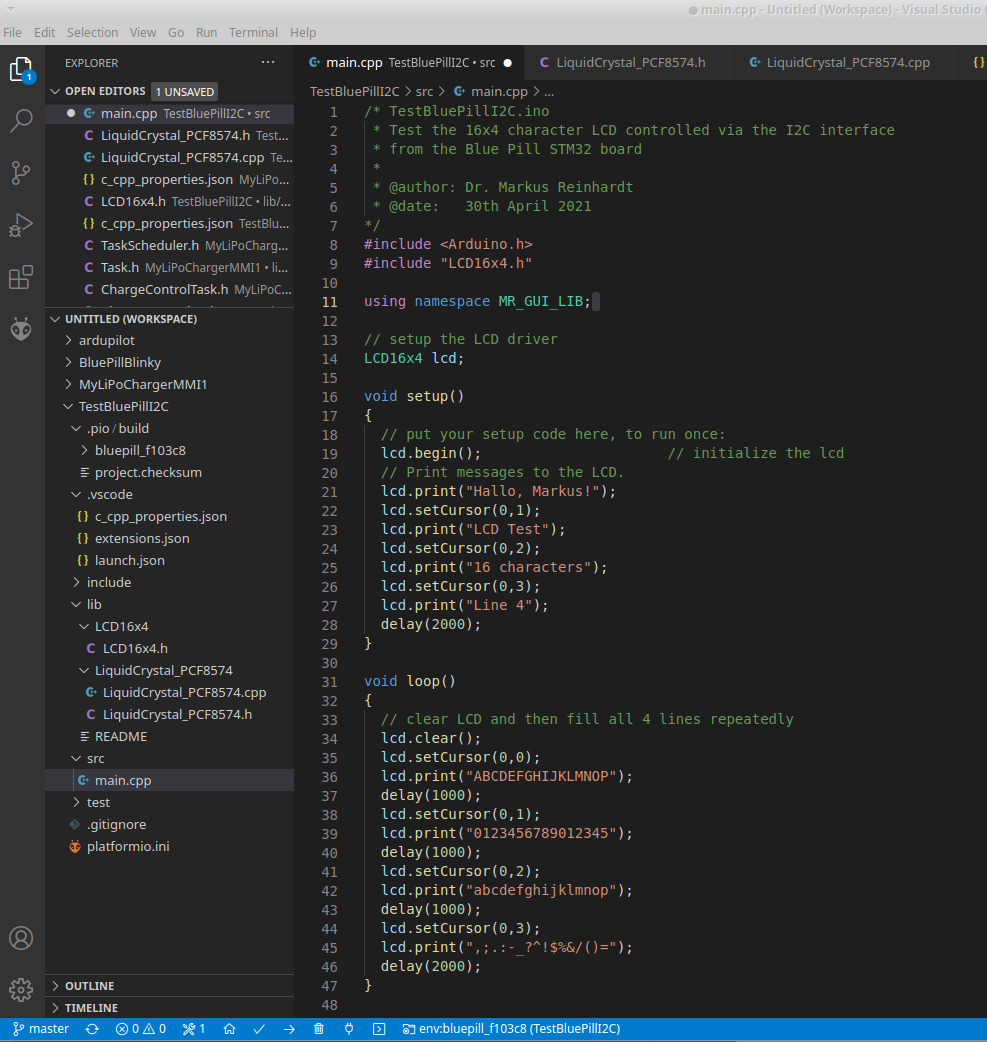 main.cpp - Untitled (Workspace) - Visual Studio
File Edit Selection View Go Run Terminal Help
EXPLORER ...
main.cpp TestBluePillI2C • src ●
LiquidCrystal_PCF8574.h
LiquidCrystal_PCF8574.cpp
{}
OPEN EDITORS 1 UNSAVED
main.cpp TestBluePillI2C • src
LiquidCrystal_PCF8574.h Test...
LiquidCrystal_PCF8574.cpp Te...
{} c_cpp_properties.json MyLiPo...
LCD16x4.h TestBluePillI2C • lib/...
{} c_cpp_properties.json TestBlu...
TaskScheduler.h MyLiPoCharg...
Task.h MyLiPoChargerMMI1 • li...
ChargeControlTask.h MyLiPoC...
UNTITLED (WORKSPACE)
ardupilot
BluePillBlinky
MyLiPoChargerMMI1
TestBluePillI2C
.pio / build
bluepill_f103c8
project.checksum
.vscode
{} c_cpp_properties.json
{} extensions.json
{} launch.json
include
lib
LCD16x4
C LCD16x4.h
LiquidCrystal_PCF8574
LiquidCrystal_PCF8574.cpp
C LiquidCrystal_PCF8574.h
README
src
main.cpp
test
.gitignore
platformio.ini
OUTLINE
TIMELINE
TestBluePillI2C > src > main.cpp > ...
1 /* TestBluePillI2C.ino
2 * Test the 16x4 character LCD controlled via the I2C interface
3 * from the Blue Pill STM32 board
4 *
5 * @author: Dr. Markus Reinhardt
6 * @date: 30th April 2021
7 */
8 #include <Arduino.h>
9 #include "LCD16x4.h"
10
11 using namespace MR_GUI_LIB;
12
13 // setup the LCD driver
14 LCD16x4 lcd;
15
16 void setup()
17 {
18 // put your setup code here, to run once:
19 lcd.begin(); // initialize the lcd
20 // Print messages to the LCD.
21 lcd.print("Hallo, Markus!");
22 lcd.setCursor(0,1);
23 lcd.print("LCD Test");
24 lcd.setCursor(0,2);
25 lcd.print("16 characters");
26 lcd.setCursor(0,3);
27 lcd.print("Line 4");
28 delay(2000);
29 }
30
31 void loop()
32 {
33 // clear LCD and then fill all 4 lines repeatedly
34 lcd.clear();
35 lcd.setCursor(0,0);
36 lcd.print("ABCDEFGHIJKLMNOP");
37 delay(1000);
38 lcd.setCursor(0,1);
39 lcd.print("0123456789012345");
40 delay(1000);
41 lcd.setCursor(0,2);
42 lcd.print("abcdefghijklmnop");
43 delay(1000);
44 lcd.setCursor(0,3);
45 lcd.print(",;.:-_?^!$%&/()=");
46 delay(2000);
47 }
48
master 0 0 1 env:bluepill_f103c8 (TestBluePillI2C)